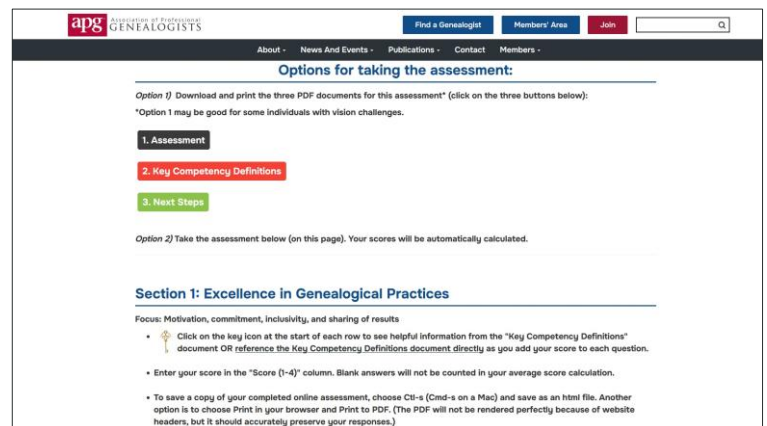 apg Association of Professional
GENEALOGISTS
Find a Genealogist Members' Area Join
About - News And Events - Publications - Contact Members -
Options for taking the assessment:
Option 1) Download and print the three PDF documents for this assessment* (click on the three buttons below):
*Option 1 may be good for some individuals with vision challenges.
1. Assessment
2. Key Competency Definitions
3. Next Steps
Option 2) Take the assessment below (on this page). Your scores will be automatically calculated.
Section 1: Excellence in Genealogical Practices
Focus: Motivation, commitment, inclusivity, and sharing of results
• Click on the key icon at the start of each row to see helpful information from the "Key Competency Definitions"
document OR reference the Key Competency Definitions document directly as you add your score to each question.
• Enter your score in the "Score (1-4)" column. Blank answers will not be counted in your average score calculation.
• To save a copy of your completed online assessment, choose Ctl-s (Cmd-s on a Mac) and save as an html file. Another
option is to choose Print in your browser and Print to PDF. (The PDF will not be rendered perfectly because of website
headers, but it should accurately preserve your responses.)